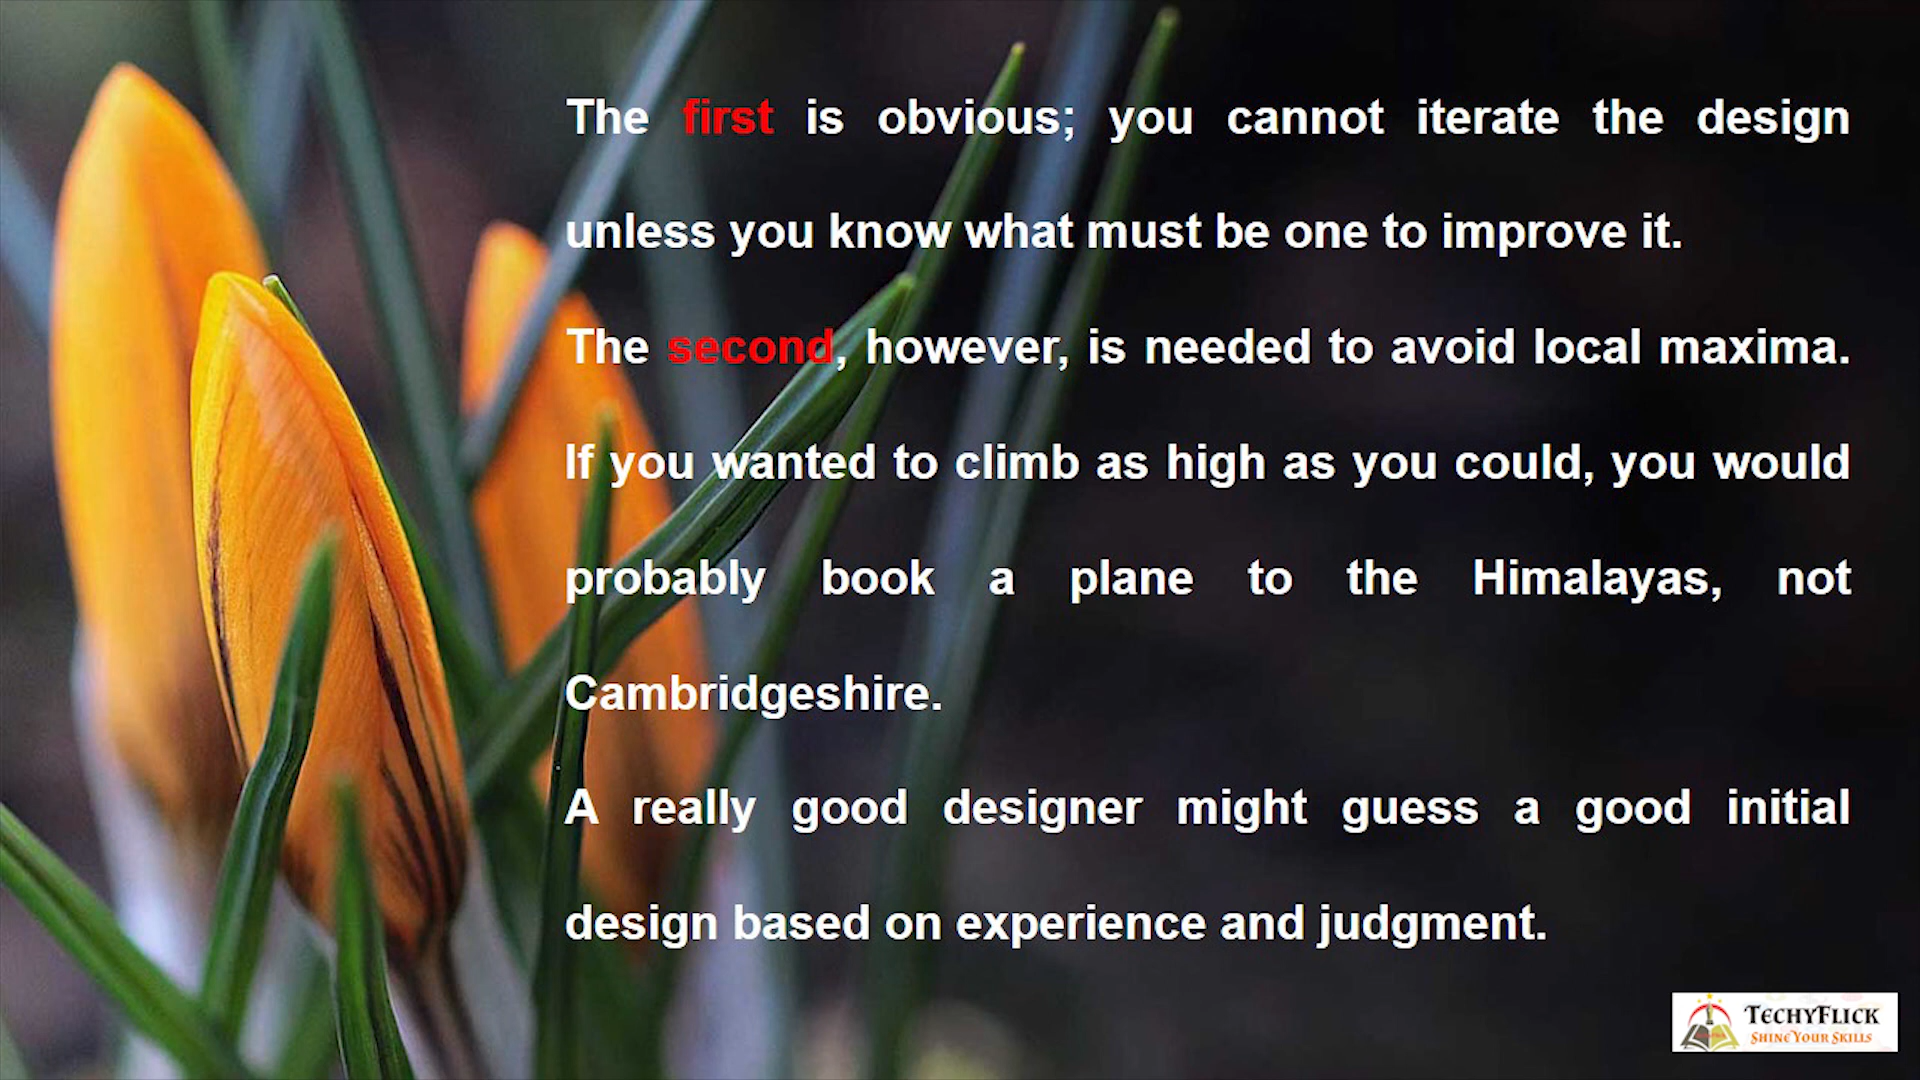 The first is obvious; you cannot iterate the design
unless you know what must be one to improve it.
The second, however, is needed to avoid local maxima.
If you wanted to climb as high as you could, you would
probably book a plane to the Himalayas, not
Cambridgeshire.
A really good designer might guess a good initial
design based on experience and judgment.
TECHYFLICK
SHINE YOUR SKILLS